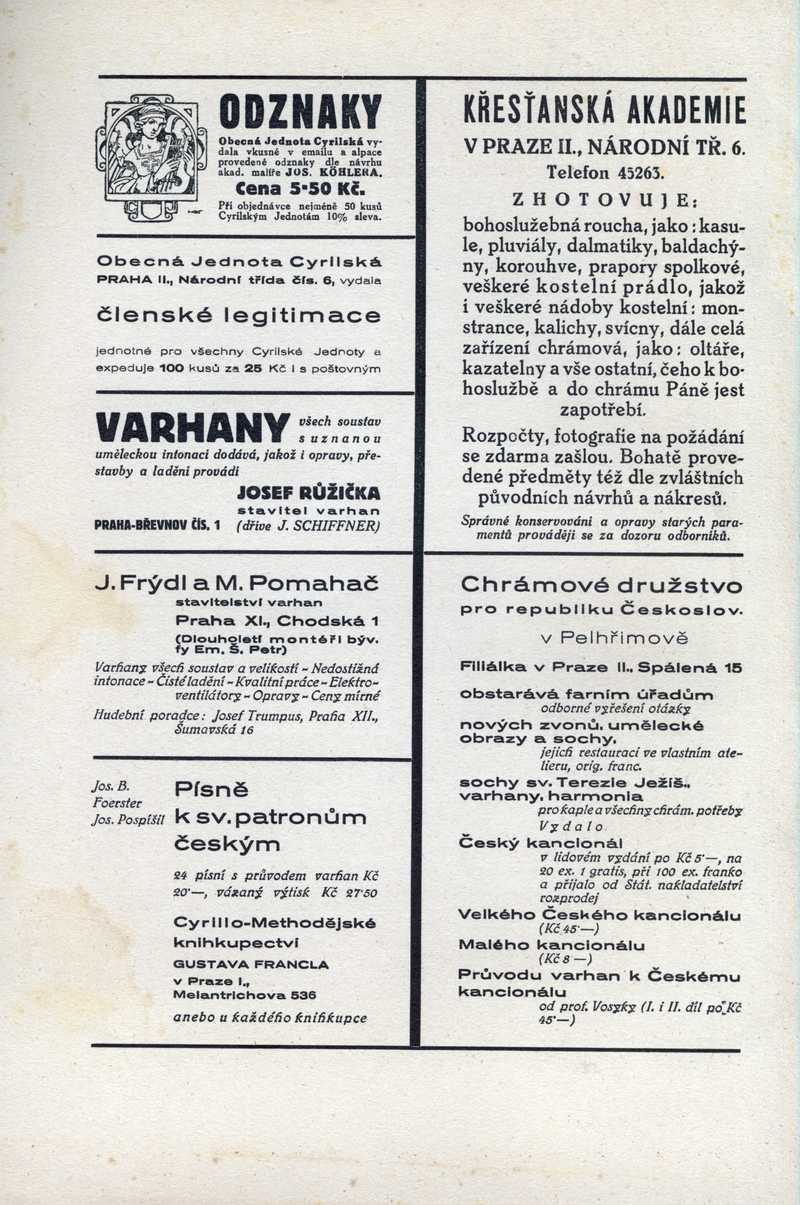 ODZNAKY
Obecná Jednota Cyrilská vy-
dala vkusné v emailu a alpace
provedené odznaky dle návrhu
akad. malíře JOS. KÖHLERA.
Cena 5·50 Kč.
Při objednávce nejméně 50 kusů
Cyrilským Jednotám 10% sleva.
Obecná Jednota Cyrilská
PRAHA II., Národní třída čís. 6, vydala
členské legitimace
jednotné pro všechny Cyrilské Jednoty a
expeduje 100 kusů za 25 Kč i s poštovným
VARHANY všech soustav
s uznanou
uměleckou intonaci dodává, jakož i opravy, pře-
stavby a ladění provádí
JOSEF RŮŽIČKA
stavitel varhan
PRAHA-BŘEVNOV ČÍS. 1 (dříve J. SCHIFFNER)
J. Frýdl a M. Pomahač
stavitelství varhan
Praha XI., Chodská 1
(Dlouholetí montéři býv.
fy Em. Š. Petr)
Varhany všech soustav a velikostí - Nedostižná
intonace - Čisté ladění - Kvalitní práce - Elektro-
ventilátory - Opravy - Ceny mírné
Hudební poradce: Josef Trumpus, Praha XII.,
Šumavská 16
Jos. B.
Foerster
Jos. Pospíšil
Písně
k sv. patronům
českým
24 písní s průvodem varhan Kč
20·—, vázaný výtisk Kč 27·50
Cyrillo-Methodějské
knihkupectví
GUSTAVA FRANCLA
v Praze I.,
Melantrichova 536
anebo u každého knihkupce
KŘESŤANSKÁ AKADEMIE
V PRAZE II., NÁRODNÍ TŘ. 6.
Telefon 45263.
ZHOTOVUJE:
bohoslužebná roucha, jako: kasu-
le, pluviály, dalmatiky, baldachý-
ny, korouhve, prapory spolkové,
veškeré kostelní prádlo, jakož
i veškeré nádoby kostelní: mon-
strance, kalichy, svícny, dále celá
zařízení chrámová, jako: oltáře,
kazatelny a vše ostatní, čeho k bo-
hoslužbě a do chrámu Páně jest
zapotřebí.
Rozpočty, fotografie na požádání
se zdarma zašlou. Bohatě prove-
dené předměty též dle zvláštních
původních návrhů a nákresů.
Správné konservování a opravy starých para-
mentů provádějí se za dozoru odborníků.
Chrámové družstvo
pro republiku Českoslov.
v Pelhřimově
Filiálka v Praze II., Spálená 15
obstarává farním úřadům
odborné vyřešení otázky
nových zvonů, umělecké
obrazy a sochy,
jejich restauraci ve vlastním ate-
lieru, orig. franc.
sochy sv. Terezie Ježíš.,
varhany, harmonia
pro kaple a všechny chrám. potřeby
Vydalo
Český kancionál
v lidovém vydání po Kč 5·—, na
20 ex. 1 gratis, při 100 ex. franko
a přijalo od Stát. nakladatelství
rozprodej
Velkého Českého kancionálu
(Kč 45·—)
Malého kancionálu
(Kč 8 —)
Průvodu varhan k Českému
kancionálu
od prof. Vosyky (I. i II. díl po Kč
45·—)